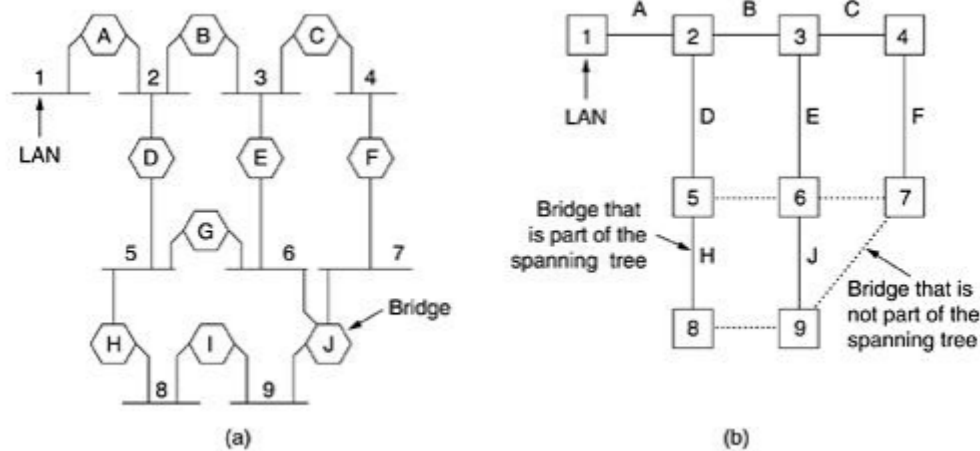 A B C
1 2 3 4
LAN
D E F
G
5 6 7
Bridge
H I J
8 9
(a)
A B C
1 2 3 4
LAN
D E F
5 6 7
Bridge that
is part of the
spanning tree
H J
Bridge that is
not part of the
spanning tree
8 9
(b)